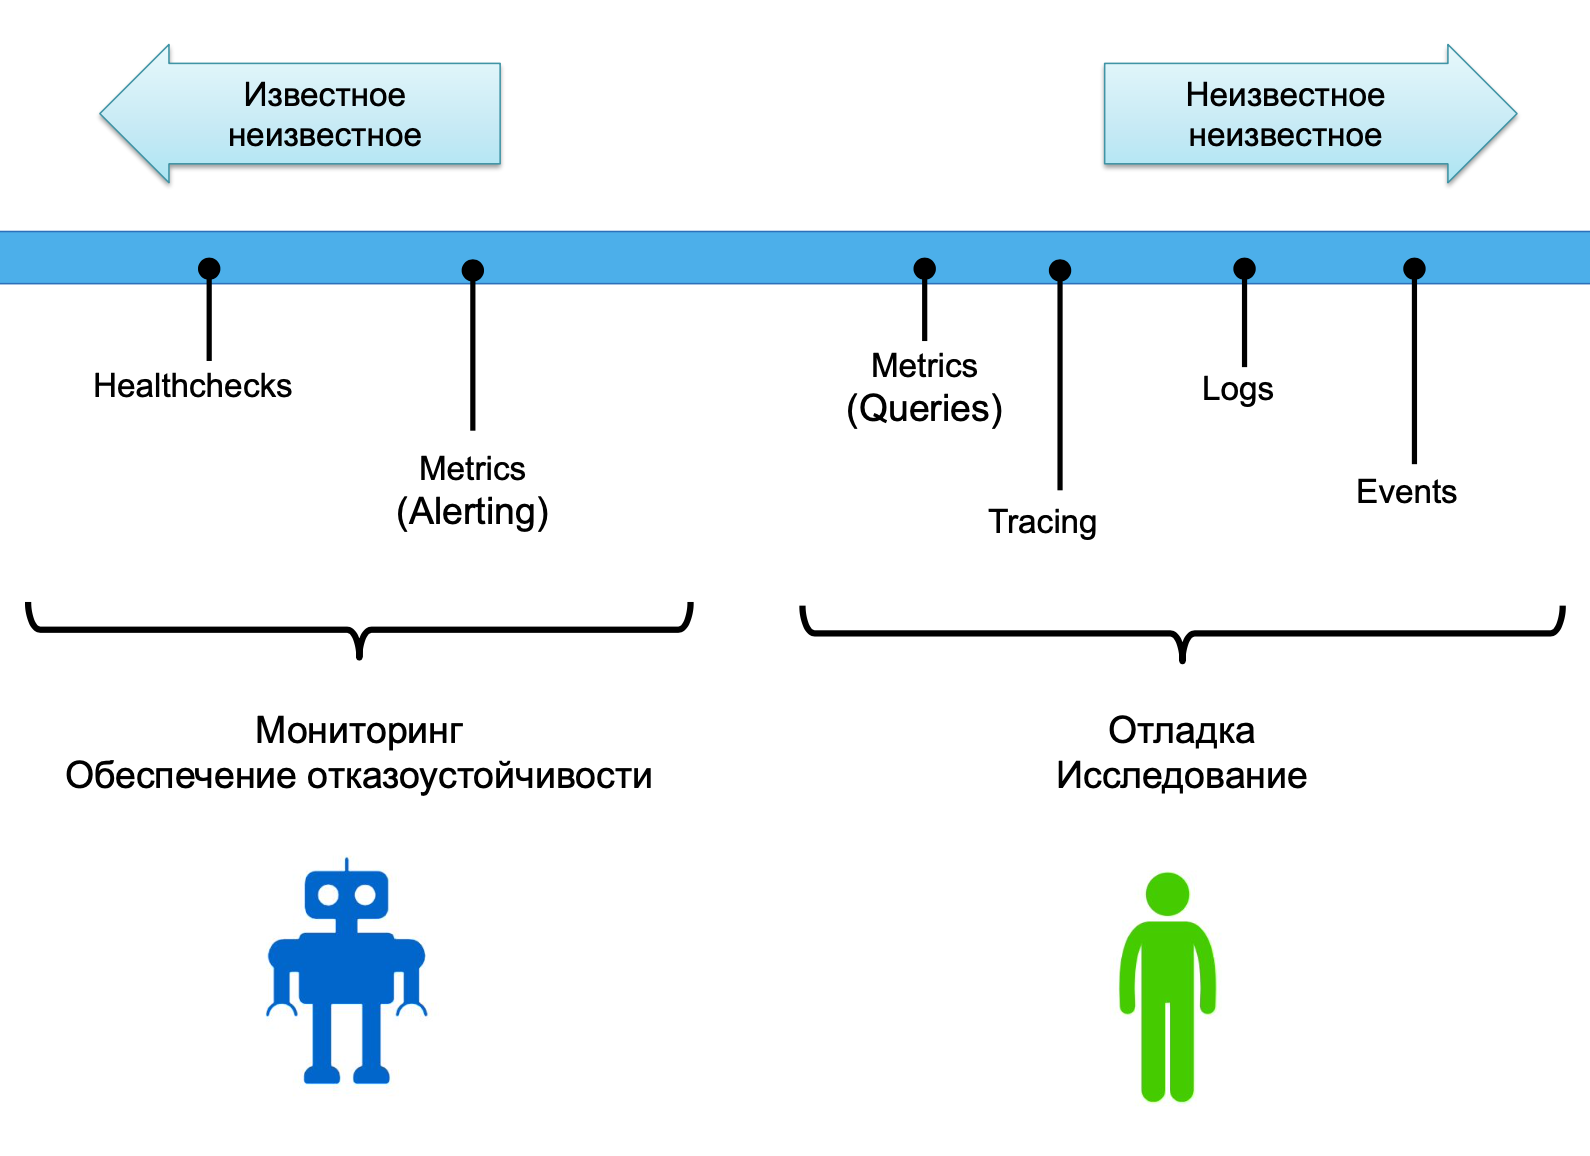 Известное
неизвестное
Неизвестное
неизвестное
Healthchecks
Metrics
(Alerting)
Metrics
(Queries)
Tracing
Logs
Events
Мониторинг
Обеспечение отказоустойчивости
Отладка
Исследование